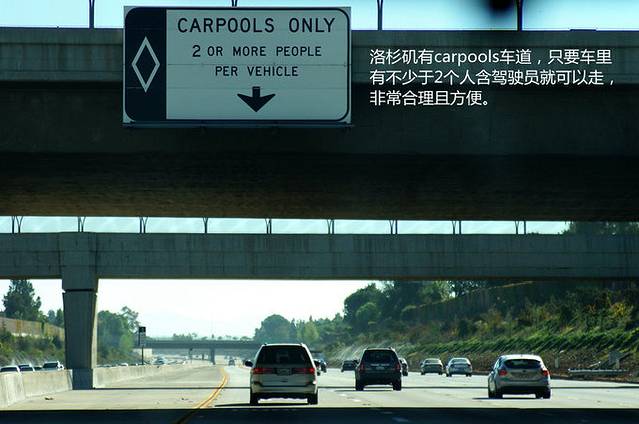 CARPOOLS ONLY
2 OR MORE PEOPLE
PER VEHICLE
洛杉矶有carpools车道，只要车里
有不少于2个人含驾驶员就可以走，
非常合理且方便。